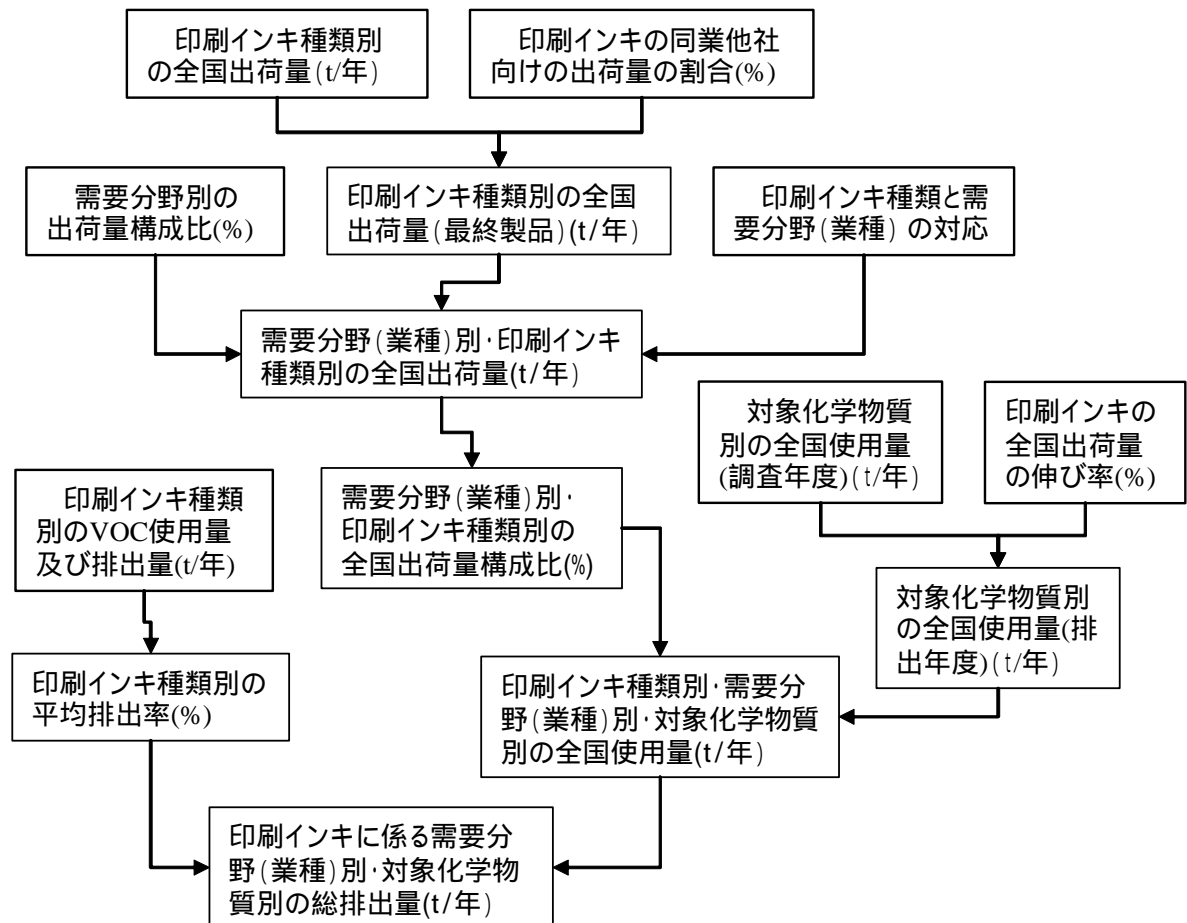 印刷インキ種類別
の全国出荷量(t/年)
印刷インキの同業他社
向けの出荷量の割合(%)
需要分野別の
出荷量構成比(%)
印刷インキ種類別の全国
出荷量(最終製品)(t/年)
印刷インキ種類と需
要分野(業種) の対応
需要分野(業種)別・印刷インキ
種類別の全国出荷量(t/年)
対象化学物質
別の全国使用量
(調査年度)(t/年)
印刷インキの
全国出荷量
の伸び率(%)
印刷インキ種類
別のVOC使用量
及び排出量(t/年)
需要分野(業種)別・
印刷インキ種類別の
全国出荷量構成比(%)
対象化学物質別
の全国使用量(排
出年度)(t/年)
印刷インキ種類別の
平均排出率(%)
印刷インキ種類別・需要分
野(業種)別・対象化学物質
別の全国使用量(t/年)
印刷インキに係る需要分
野(業種)別・対象化学物
質別の総排出量(t/年)